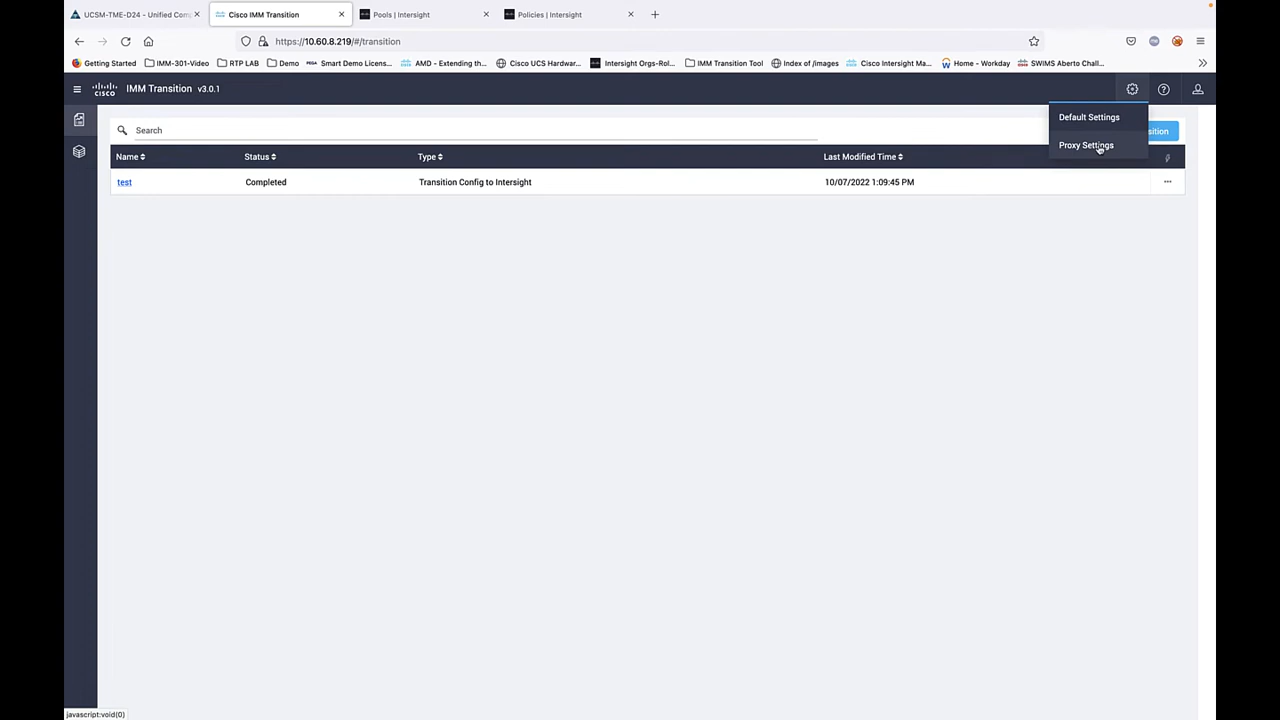 UCSM-TME-D24 - Unified Com
Cisco IMM Transition
Pools | Intersight
Policies | Intersight
https://10.60.8.219/#/transition
Getting Started
IMM-301-Video
RTP LAB
Demo
Smart Demo Licens...
AMD - Extending th...
Cisco UCS Hardwar...
Intersight Orgs-Rol...
IMM Transition Tool
Index of /images
Cisco Intersight Ma...
Home - Workday
SWIMS Aberto Chall...
CISCO
IMM Transition v3.0.1
Default Settings
Proxy Settings
sition
Search
Name
Status
Type
Last Modified Time
test
Completed
Transition Config to Intersight
10/07/2022 1:09:45 PM
javascript:void(0)